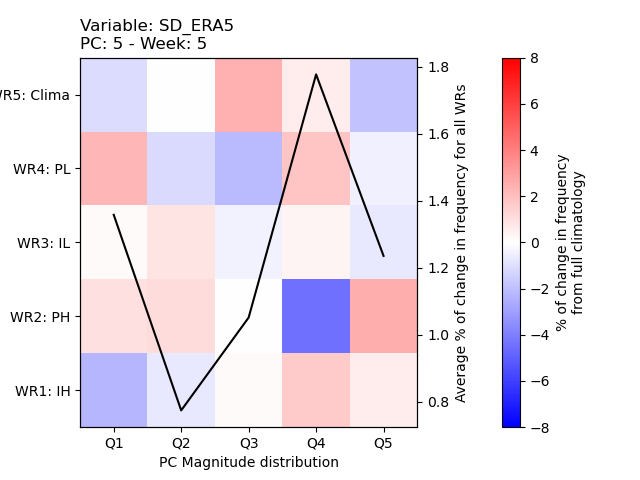 Variable: SD_ERA5
PC: 5 - Week: 5
WR5: Clima
WR4: PL
WR3: IL
WR2: PH
WR1: IH
Q1 Q2 Q3 Q4 Q5
PC Magnitude distribution
1.8
1.6
1.4
1.2
1.0
0.8
Average % of change in frequency for all WRs
8
6
4
2
0
−2
−4
−6
−8
% of change in frequency
from full climatology